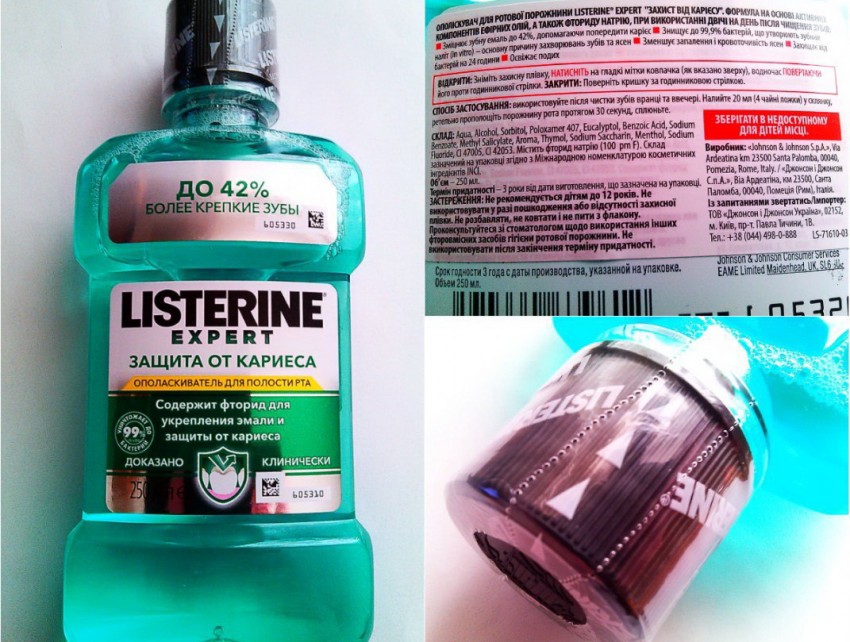 LISTERINE
ДО 42%
БОЛЕЕ КРЕПКИЕ ЗУБЫ
605330
LISTERINE®
EXPERT
ЗАЩИТА ОТ КАРИЕСА
ОПОЛАСКИВАТЕЛЬ ДЛЯ ПОЛОСТИ РТА
Содержит фторид для
укрепления эмали и
защиты от кариеса
УНИЧТОЖАЕТ ДО
99%
БАКТЕРИЙ
ДОКАЗАНО КЛИНИЧЕСКИ
605310
250
ОПОЛІСКУВАЧ ДЛЯ РОТОВОЇ ПОРОЖНИНИ LISTERINE® EXPERT "ЗАХИСТ ВІД КАРІЄСУ". ФОРМУЛА НА ОСНОВІ АКТИВНИХ
КОМПОНЕНТІВ ЕФІРНИХ ОЛІЙ, А ТАКОЖ ФТОРИДУ НАТРІЮ, ПРИ ВИКОРИСТАННІ ДВІЧІ НА ДЕНЬ ПІСЛЯ ЧИЩЕННЯ ЗУБІВ:
Зміцнює зубну емаль до 42%, допомагаючи попередити карієс Знищує до 99,9% бактерій, що утворюють зубний
наліт (in vitro) – основну причину захворювань зубів та ясен Зменшує запалення і кровоточивість ясен Захищає від
бактерій на 24 години Освіжає подих
ВІДКРИТИ: Зніміть захисну плівку, НАТИСНІТЬ на гладкі мітки ковпачка (як вказано зверху), водночас ПОВЕРТАЮЧИ
його проти годинникової стрілки. ЗАКРИТИ: Поверніть кришку за годинниковою стрілкою.
СПОСІБ ЗАСТОСУВАННЯ: використовуйте після чистки зубів вранці та ввечері. Налийте 20 мл (4 чайні ложки) у склянку,
ретельно прополощіть порожнину рота протягом 30 секунд, сплюньте.
СКЛАД: Aqua, Alcohol, Sorbitol, Poloxamer 407, Eucalyptol, Benzoic Acid, Sodium
Benzoate, Methyl Salicylate, Aroma, Thymol, Sodium Saccharin, Menthol, Sodium
Fluoride, CI 47005, CI 42053. Містить фторид натрію (100 ppm F). Склад
зазначений на упаковці згідно з Міжнародною номенклатурою косметичних
інгредієнтів INCI.
Об'єм – 250 мл.
Термін придатності – 3 роки від дати виготовлення, що зазначена на упаковці.
ЗАСТЕРЕЖЕННЯ: Не рекомендується дітям до 12 років. Не
використовувати у разі пошкодження або відсутності захисної
плівки. Не розбавляти, не ковтати і не пити з флакону.
Проконсультуйтеся зі стоматологом щодо використання інших
фторовмісних засобів гігієни ротової порожнини. Не
використовувати після закінчення терміну придатності.
ЗБЕРІГАТИ В НЕДОСТУПНОМУ
ДЛЯ ДІТЕЙ МІСЦІ.
Виробник: «Johnson & Johnson S.p.A.», Via
Ardeatina km 23500 Santa Palomba, 00040,
Pomezia, Rome, Italy. / «Джонсон і Джонсон
С.п.А.», Віа Ардеатіна, км 23500, Санта
Паломба, 00040, Помеція (Рим), Італія.
Із запитаннями звертатись/Імпортер:
ТОВ «Джонсон і Джонсон Україна», 02152,
м. Київ, пр-т. Павла Тичини, 1В.
Тел.: +38 (044) 498-0-888 LS-71610-03
Срок годности 3 года с даты производства, указанной на упаковке.
Объем 250 мл.
Johnson & Johnson Consumer Services
EAME Limited Maidenhead, UK, SL6
LISTERINE